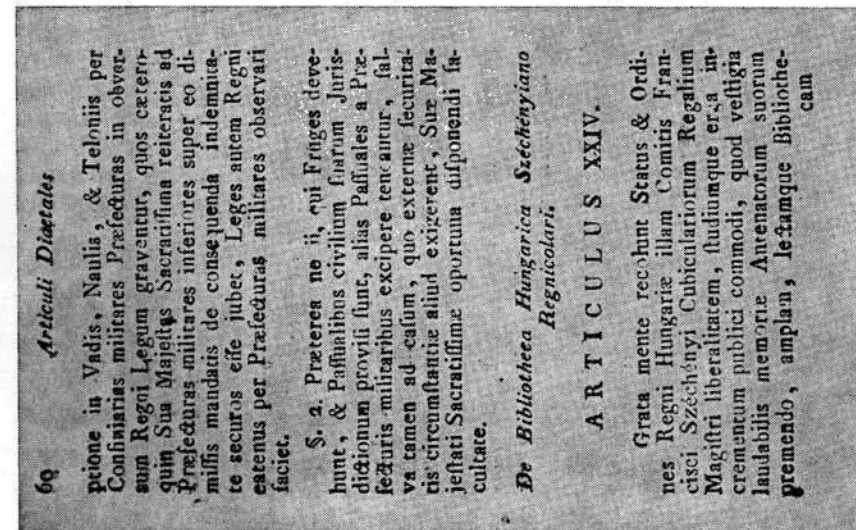 60 Articuli Diætales
ptione in Vadis, Naulis, & Teloniis per
Confiniarias militares Præfecturas in obver-
sum Regni Legum graventur, quos cætero-
quim Sua Majeſtas Sacratiſſima reiteratis ad
Præfecturas militares inferiores super eo di-
miſſis mandatis de consequenda indemnita-
te securos eſſe jubet, Leges autem Regni
eatenus per Præfecturas militares observari
faciet.
§. 2. Præterea ne ii, qui Fruges deve-
hunt, & Paſſualibus civilium ſuarum Juris-
dictionum proviſi ſunt, alias Paſſuales a Præ-
fecturis militaribus excipere teneantur, ſal-
va tamen ad caſum, quo externæ ſecurita-
tis circumſtantiæ aliud exigerent, Suæ Ma-
jeſtati Sacratiſſimæ oportuna diſponendi fa-
cultate.
De Bibliotheca Hungarica Széchényiano
Regnicolari.
ARTICULUS XXIV.
Grata mente recolunt Status & Ordi-
nes Regni Hungariæ illam Comitis Fran-
cisci Széchényi Cubiculariorum Regalium
Magiſtri liberalitatem, ſtudiumque erga in-
crementum publici commodi, quod veſtigia
laudabilis memoriæ Antenatorum suorum
premendo, amplam, lectamque Bibliothe-
cam